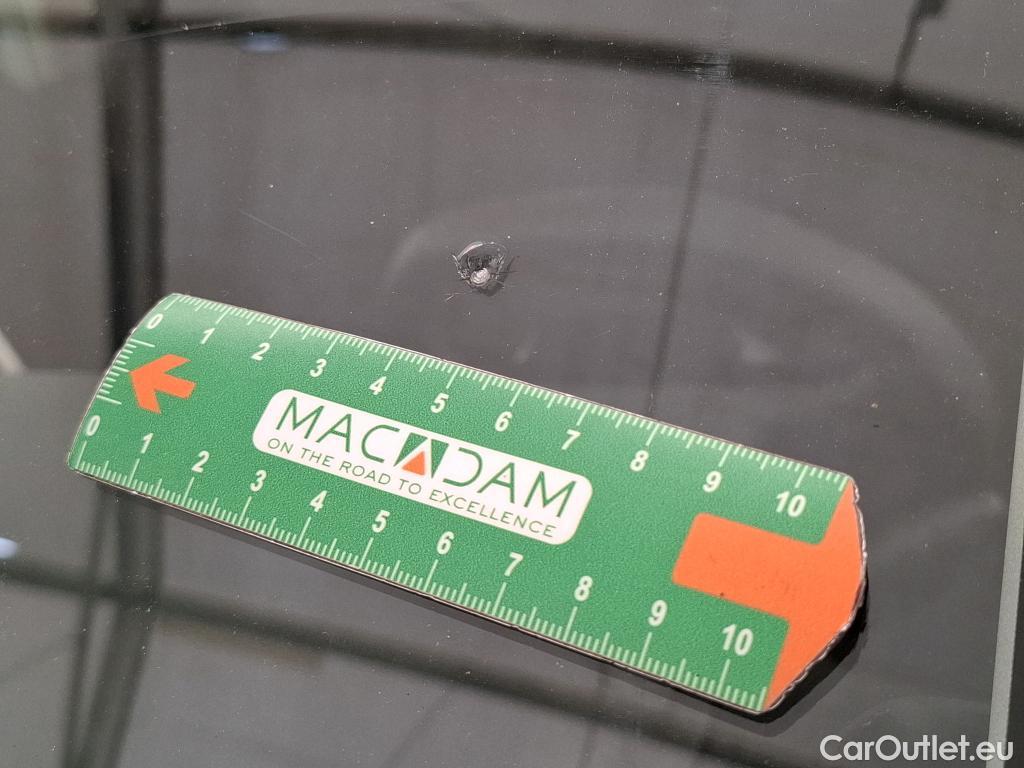 0 1 2 3 4 5 6 7 8 9 10
MACADAM
ON THE ROAD TO EXCELLENCE
0 1 2 3 4 5 6 7 8 9 10
CarOutlet.eu